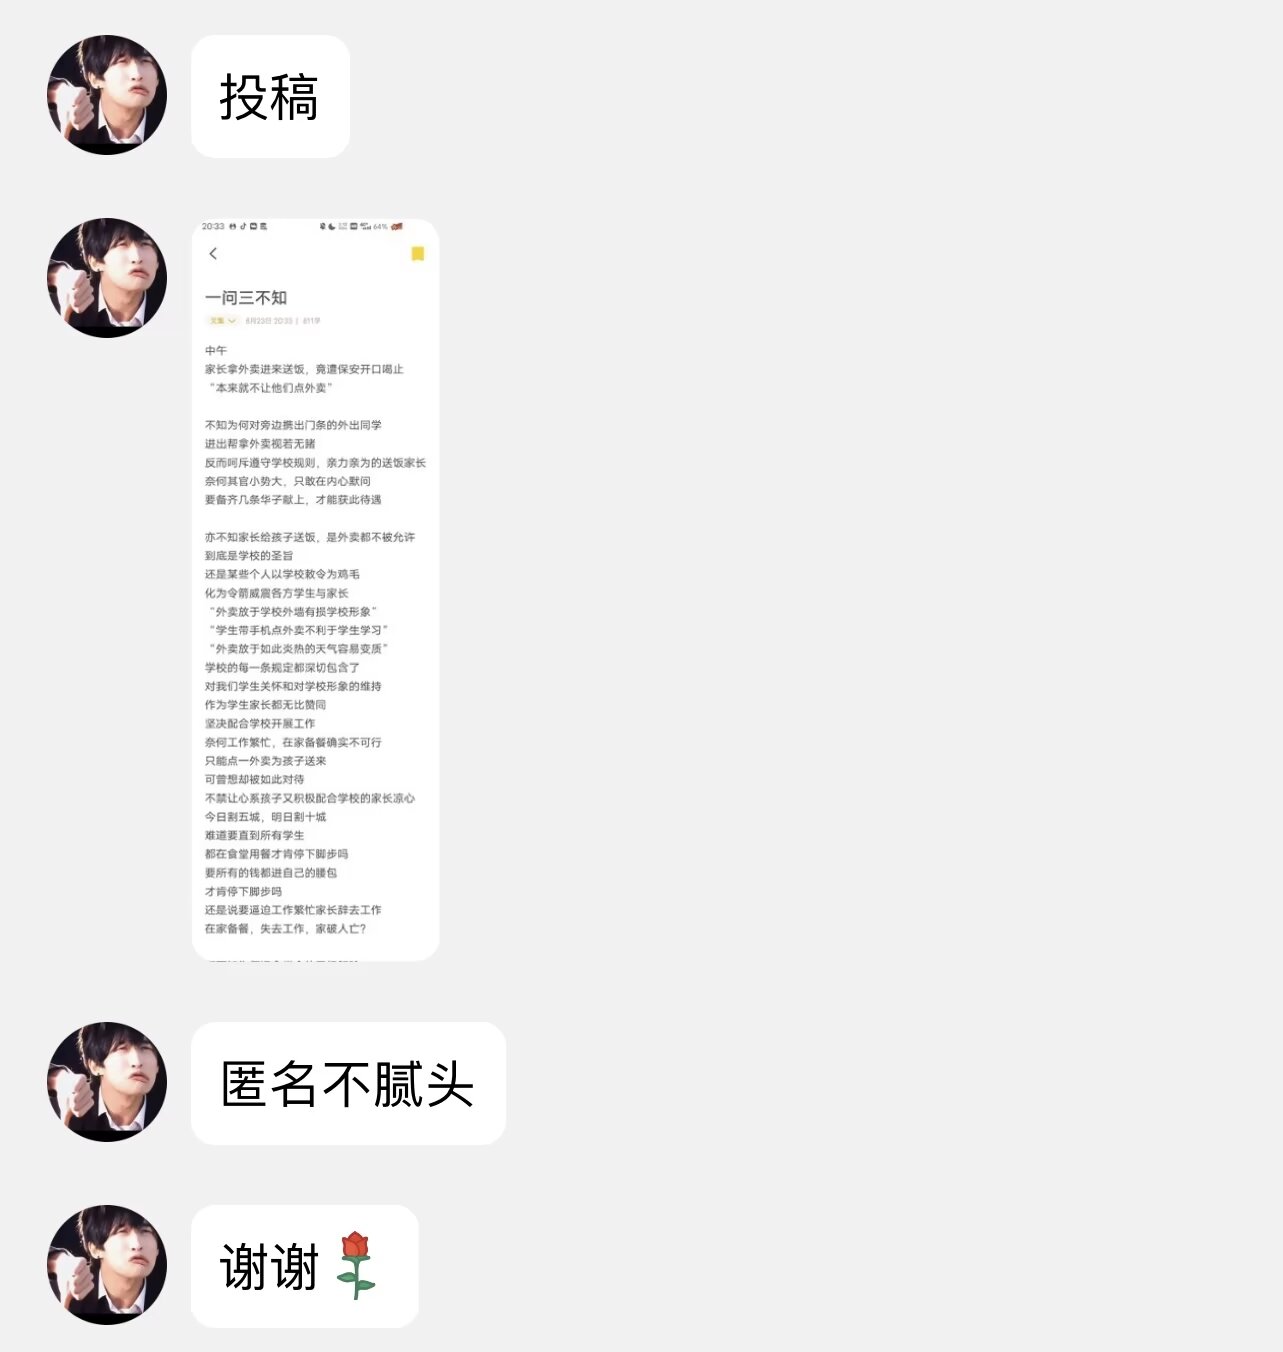 投稿
20:33
64%
一问三不知
文集
6月23日 20:33 | 611字
中午
家长拿外卖进来送饭，竟遭保安开口喝止
“本来就不让他们点外卖”
不知为何对旁边携出门条的外出同学
进出帮拿外卖视若无睹
反而呵斥遵守学校规则，亲力亲为的送饭家长
奈何其官小势大，只敢在内心默问
要备齐几条华子献上，才能获此待遇
亦不知家长给孩子送饭，是外卖都不被允许
到底是学校的圣旨
还是某些个人以学校敕令为鸡毛
化为令箭威震各方学生与家长
“外卖放于学校外墙有损学校形象”
“学生带手机点外卖不利于学生学习”
“外卖放于如此炎热的天气容易变质”
学校的每一条规定都深切包含了
对我们学生关怀和对学校形象的维持
作为学生家长都无比赞同
坚决配合学校开展工作
奈何工作繁忙，在家备餐确实不可行
只能点一外卖为孩子送来
可曾想却被如此对待
不禁让心系孩子又积极配合学校的家长凉心
今日割五城，明日割十城
难道要直到所有学生
都在食堂用餐才肯停下脚步吗
要所有的钱都进自己的腰包
才肯停下脚步吗
还是说要逼迫工作繁忙家长辞去工作
在家备餐，失去工作，家破人亡?
匿名不腻头
谢谢🌹